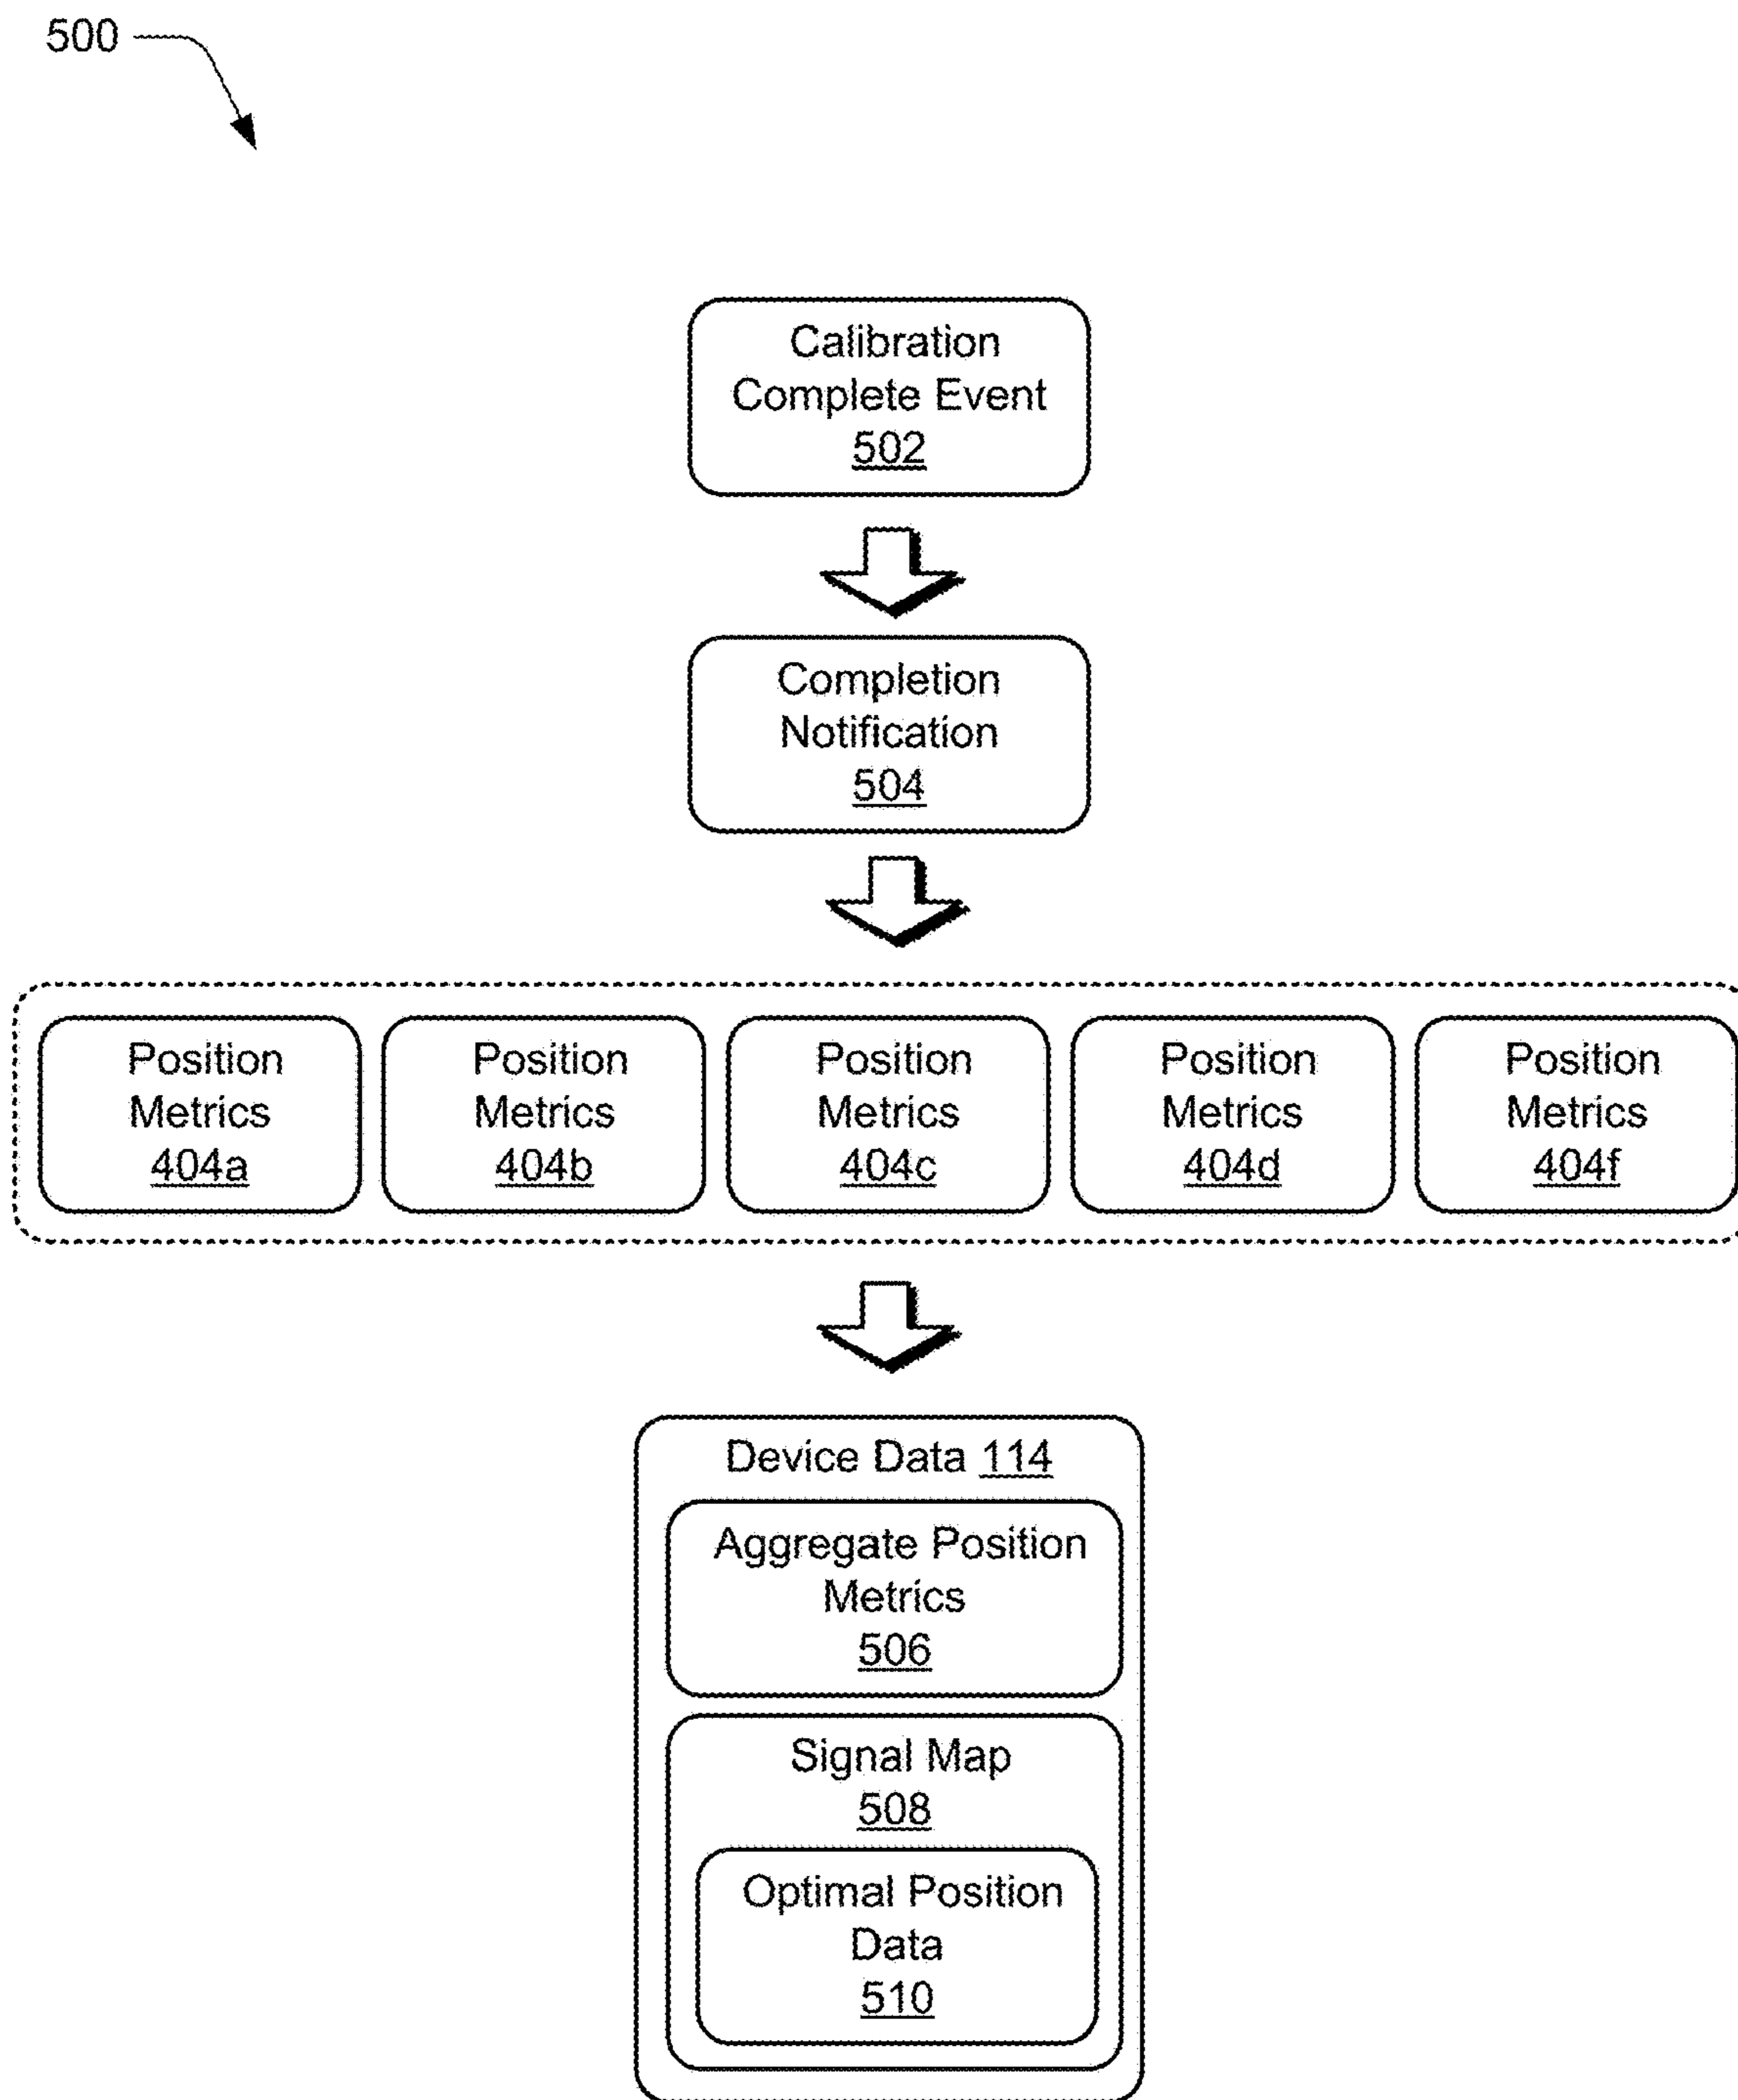 500
Calibration
Complete Event
502
Completion
Notification
504
Position
Metrics
404a
Position
Metrics
404b
Position
Metrics
404c
Position
Metrics
404d
Position
Metrics
404f
Device Data 114
Aggregate Position
Metrics
506
Signal Map
508
Optimal Position
Data
510